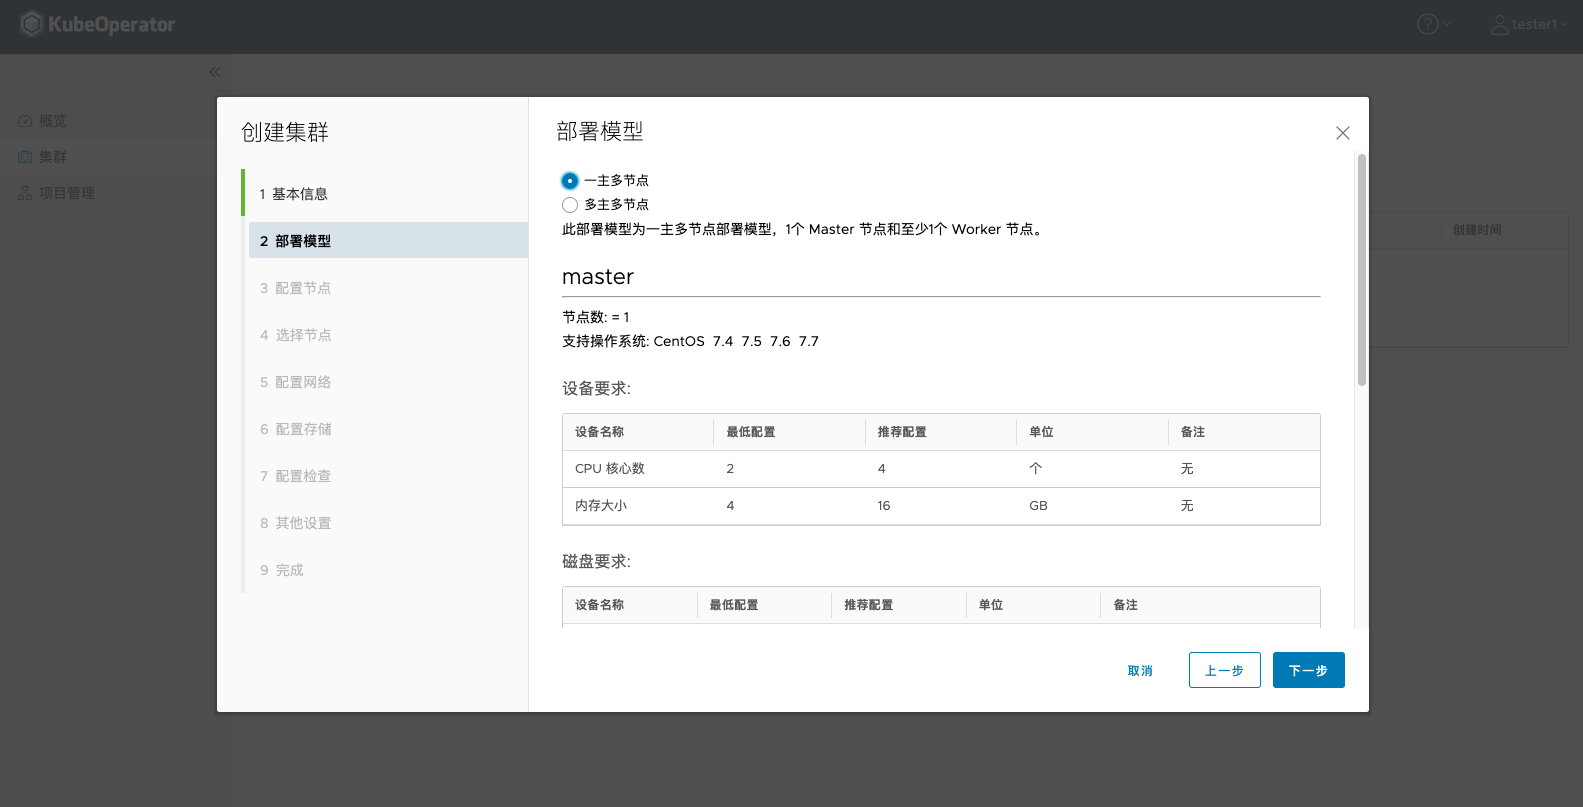 KubeOperator
tester1
概览
集群
项目管理
创建时间
创建集群
1 基本信息
2 部署模型
3 配置节点
4 选择节点
5 配置网络
6 配置存储
7 配置检查
8 其他设置
9 完成
部署模型
一主多节点
多主多节点
此部署模型为一主多节点部署模型，1个 Master 节点和至少1个 Worker 节点。
master
节点数: = 1
支持操作系统: CentOS 7.4 7.5 7.6 7.7
设备要求:
设备名称 最低配置 推荐配置 单位 备注
CPU 核心数 2 4 个 无
内存大小 4 16 GB 无
磁盘要求:
设备名称 最低配置 推荐配置 单位 备注
取消 上一步 下一步